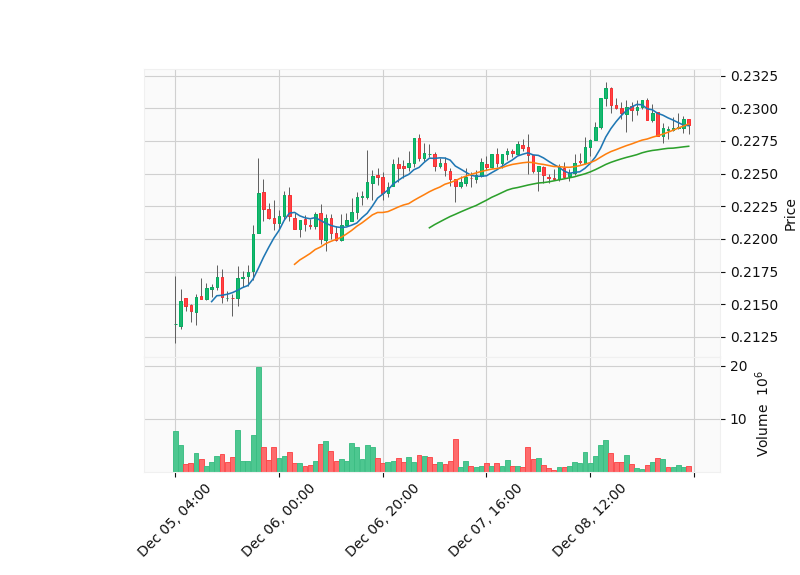 0.2325
0.2300
0.2275
0.2250
0.2225
0.2200
0.2175
0.2150
0.2125
Price
20
10
Volume 10^6
Dec 05, 04:00
Dec 06, 00:00
Dec 06, 20:00
Dec 07, 16:00
Dec 08, 12:00